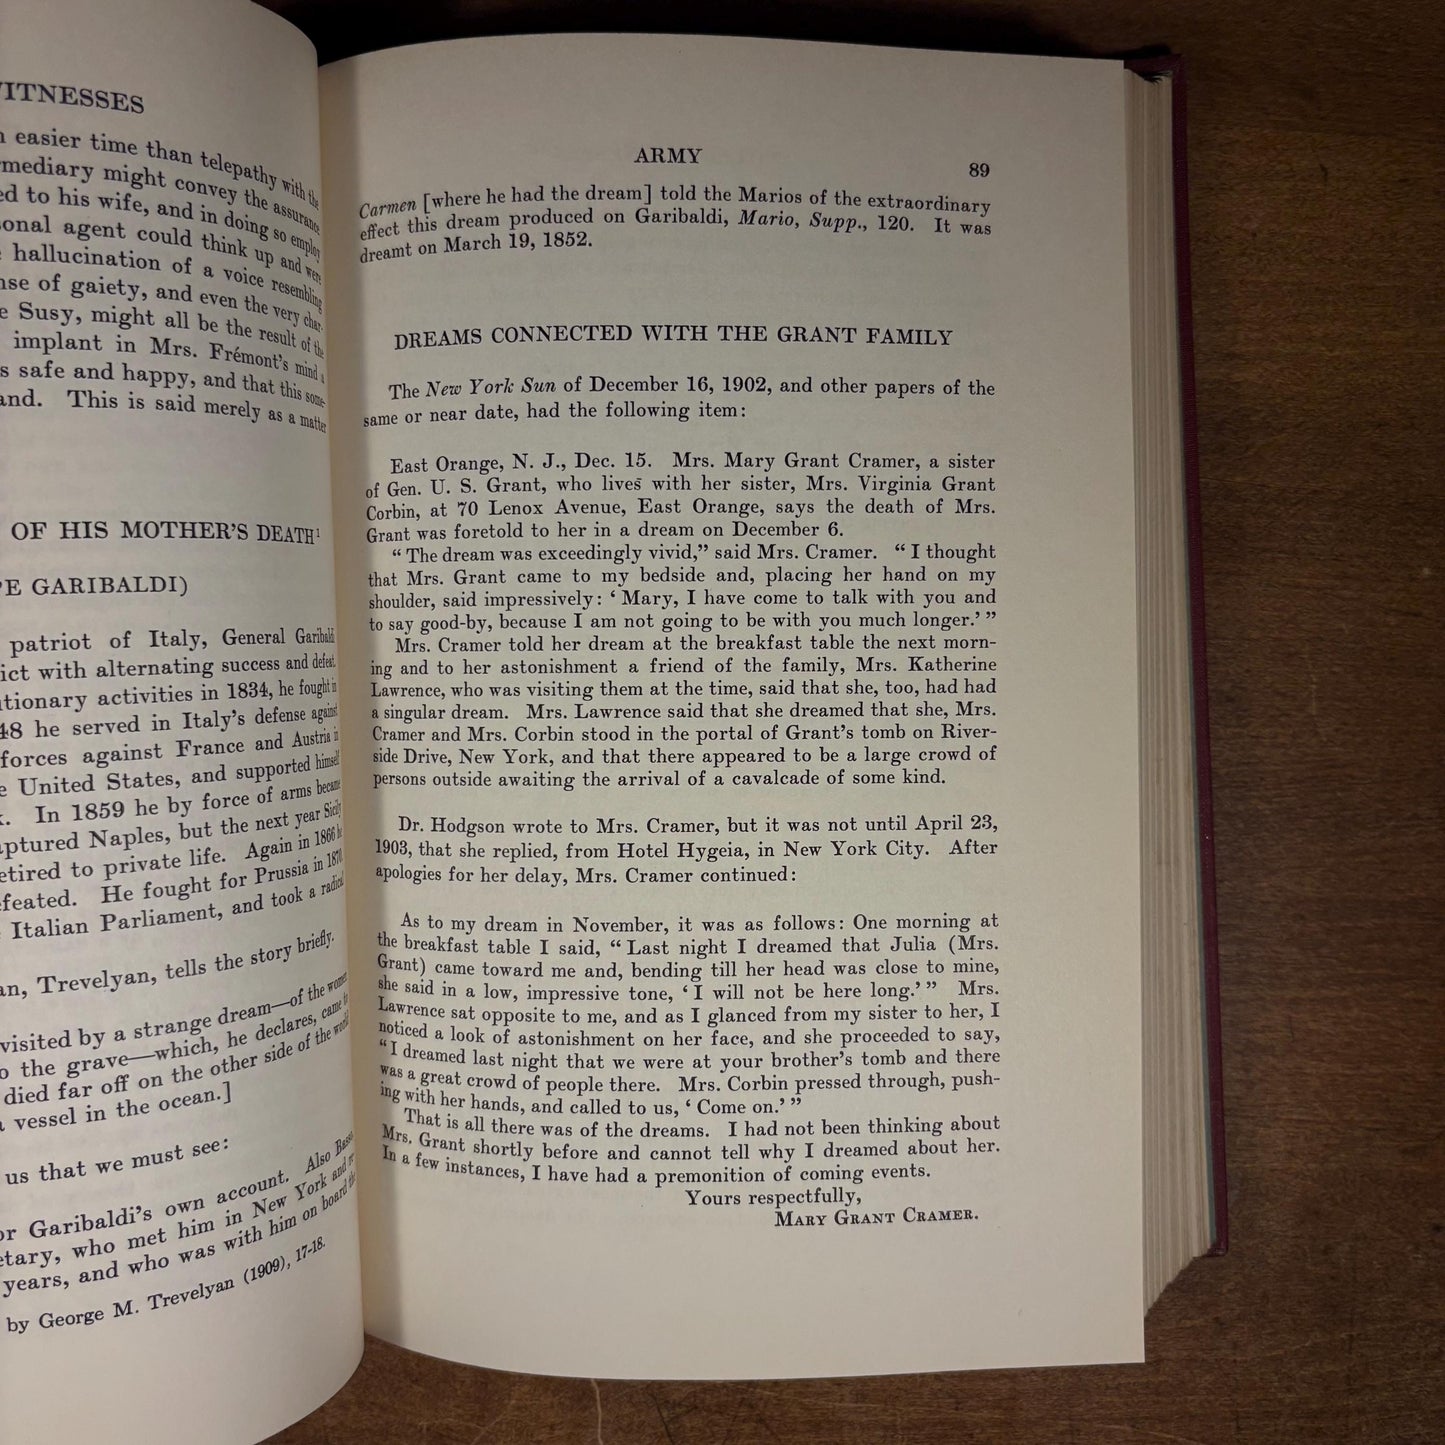 WITNESSES
easier time than telepathy with the
might convey the assurance
to his wife, and in doing so employ
agent could think up and were
hallucination of a voice resembling
of gaiety, and even the very char-
Susy, might all be the result of the
implant in Mrs. Frémont's mind a
safe and happy, and that this some-
This is said merely as a matter
OF HIS MOTHER'S DEATH¹
GARIBALDI)
patriot of Italy, General Garibaldi
with alternating success and defeat.
activities in 1834, he fought in
he served in Italy's defense against
forces against France and Austria in
United States, and supported himself
In 1859 he by force of arms became
Naples, but the next year Sicily
to private life. Again in 1866 he
He fought for Prussia in 1870,
Italian Parliament, and took a radical
Trevelyan, tells the story briefly.
visited by a strange dream—of the women
the grave—which, he declares, came to
died far off on the other side of the world
vessel in the ocean.]
us that we must see:
Garibaldi's own account. Also Basso
who met him in New York and
years, and who was with him on board the
by George M. Trevelyan (1909), 17-18.
ARMY
89
Carmen [where he had the dream] told the Marios of the extraordinary
effect this dream produced on Garibaldi, Mario, Supp., 120. It was
dreamt on March 19, 1852.
DREAMS CONNECTED WITH THE GRANT FAMILY
The New York Sun of December 16, 1902, and other papers of the
same or near date, had the following item:
East Orange, N. J., Dec. 15. Mrs. Mary Grant Cramer, a sister
of Gen. U. S. Grant, who lives with her sister, Mrs. Virginia Grant
Corbin, at 70 Lenox Avenue, East Orange, says the death of Mrs.
Grant was foretold to her in a dream on December 6.
“ The dream was exceedingly vivid,” said Mrs. Cramer. “ I thought
that Mrs. Grant came to my bedside and, placing her hand on my
shoulder, said impressively: ‘ Mary, I have come to talk with you and
to say good-by, because I am not going to be with you much longer.’ ”
Mrs. Cramer told her dream at the breakfast table the next morn-
ing and to her astonishment a friend of the family, Mrs. Katherine
Lawrence, who was visiting them at the time, said that she, too, had had
a singular dream. Mrs. Lawrence said that she dreamed that she, Mrs.
Cramer and Mrs. Corbin stood in the portal of Grant's tomb on River-
side Drive, New York, and that there appeared to be a large crowd of
persons outside awaiting the arrival of a cavalcade of some kind.
Dr. Hodgson wrote to Mrs. Cramer, but it was not until April 23,
1903, that she replied, from Hotel Hygeia, in New York City. After
apologies for her delay, Mrs. Cramer continued:
As to my dream in November, it was as follows: One morning at
the breakfast table I said, “ Last night I dreamed that Julia (Mrs.
Grant) came toward me and, bending till her head was close to mine,
she said in a low, impressive tone, ‘ I will not be here long.’ ” Mrs.
Lawrence sat opposite to me, and as I glanced from my sister to her, I
noticed a look of astonishment on her face, and she proceeded to say,
“ I dreamed last night that we were at your brother's tomb and there
was a great crowd of people there. Mrs. Corbin pressed through, push-
ing with her hands, and called to us, ‘ Come on.’ ”
That is all there was of the dreams. I had not been thinking about
Mrs. Grant shortly before and cannot tell why I dreamed about her.
In a few instances, I have had a premonition of coming events.
Yours respectfully,
MARY GRANT CRAMER.